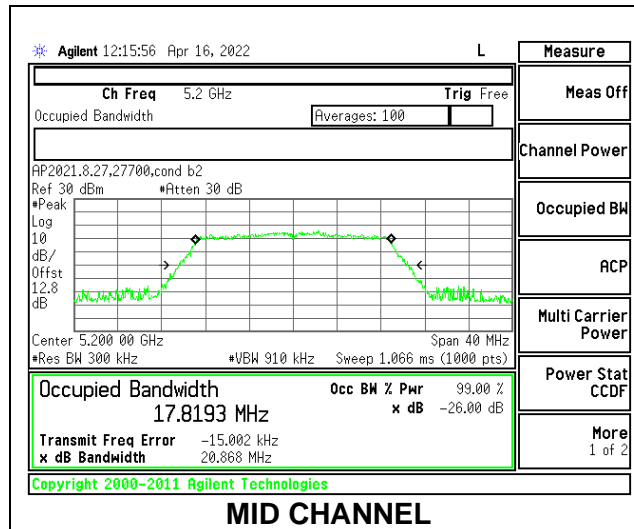 Agilent 12:15:56 Apr 16, 2022 L
Measure
Ch Freq 5.2 GHz Trig Free
Meas Off
Occupied Bandwidth Averages: 100
Channel Power
AP2021.8.27,27700,cond b2
Ref 30 dBm #Atten 30 dB
#Peak
Log
10
dB/
Offst
12.8
dB
Occupied BW
ACP
Center 5.200 00 GHz Span 40 MHz
#Res BW 300 kHz #VBW 910 kHz Sweep 1.066 ms (1000 pts)
Multi Carrier
Power
Occupied Bandwidth Occ BW % Pwr 99.00 %
17.8193 MHz x dB -26.00 dB
Power Stat
CCDF
Transmit Freq Error -15.002 kHz
x dB Bandwidth 20.868 MHz
More
1 of 2
Copyright 2000-2011 Agilent Technologies
MID CHANNEL